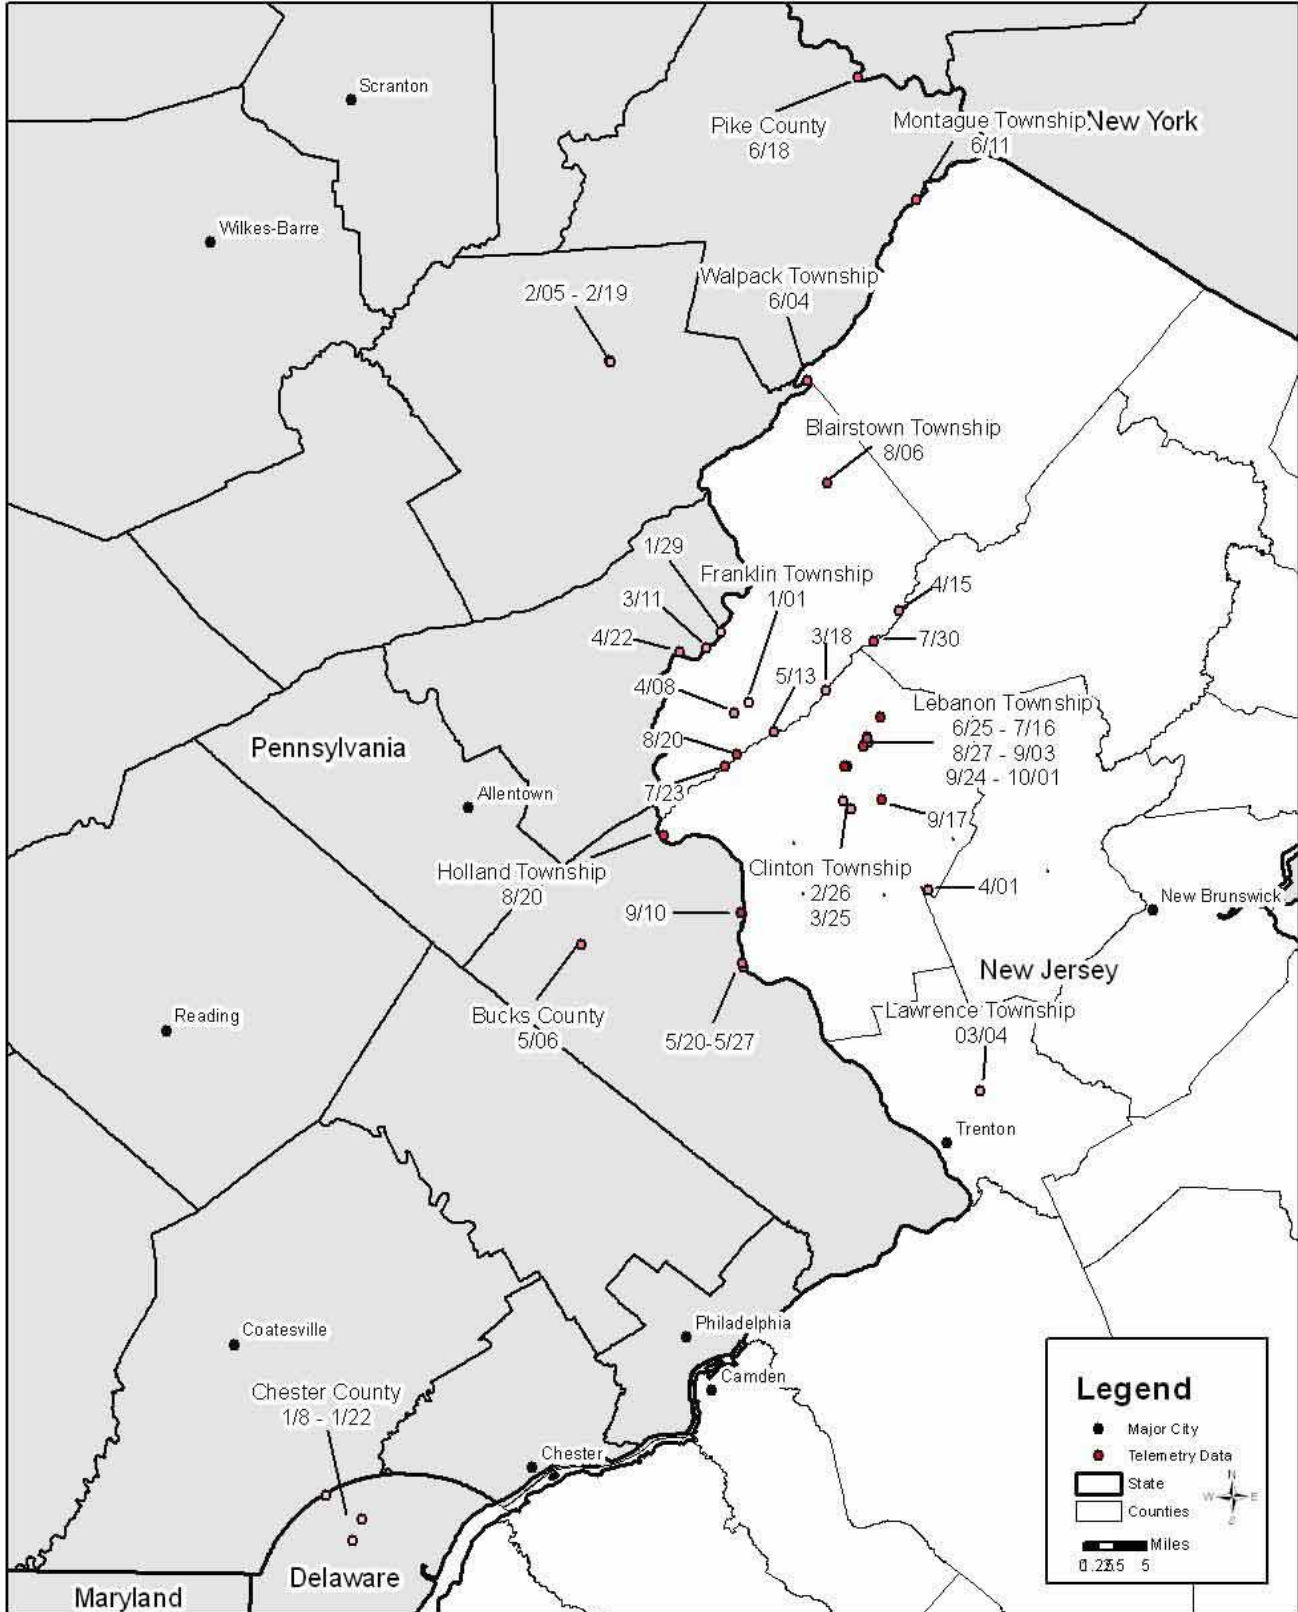 Scranton
Pike County
6/18
Montague Township
6/11
New York
Wilkes-Barre
2/05 - 2/19
Walpack Township
6/04
Blairstown Township
8/06
1/29
Franklin Township
1/01
3/11
4/15
4/22
3/18
7/30
5/13
4/08
Lebanon Township
6/25 - 7/16
8/27 - 9/03
9/24 - 10/01
8/20
Pennsylvania
7/23
Allentown
9/17
Holland Township
8/20
Clinton Township
2/26
3/25
4/01
New Brunswick
9/10
New Jersey
Reading
Bucks County
5/06
5/20-5/27
Lawrence Township
03/04
Trenton
Philadelphia
Coatesville
Camden
Chester County
1/8 - 1/22
Chester
Delaware
Maryland
Legend
Major City
Telemetry Data
State
Counties
N
W
E
S
Miles
5